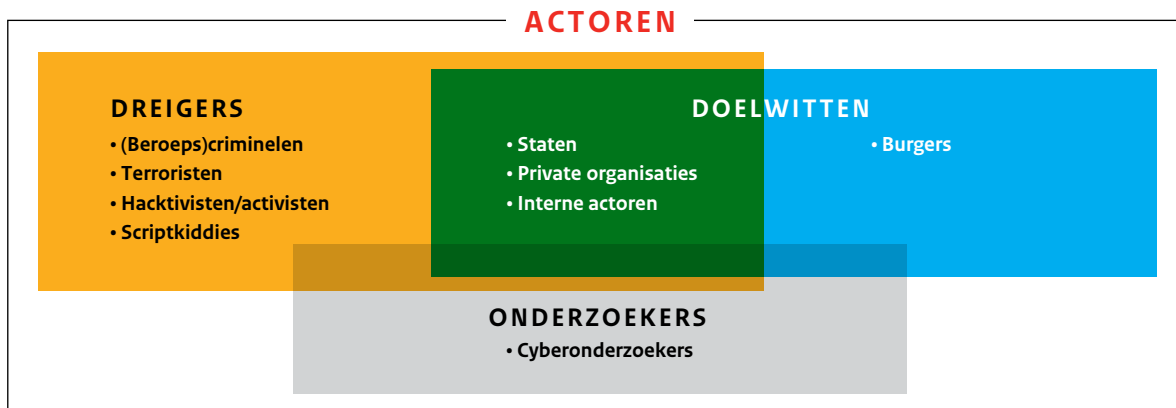 ACTOREN
DREIGERS
• (Beroeps)criminelen
• Terroristen
• Hacktivisten/activisten
• Scriptkiddies
DOELWITTEN
• Staten
• Private organisaties
• Interne actoren
• Burgers
ONDERZOEKERS
• Cyberonderzoekers